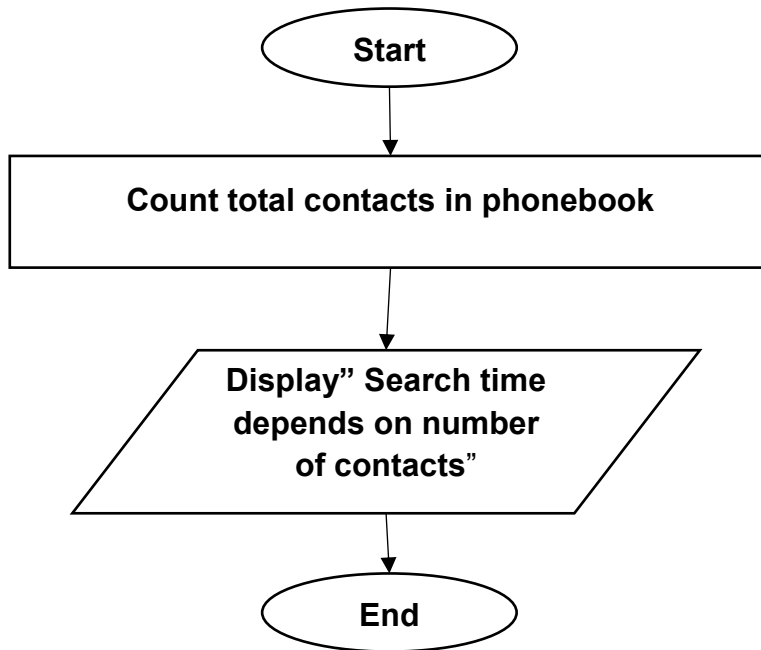 Start
Count total contacts in phonebook
Display” Search time
depends on number
of contacts”
End